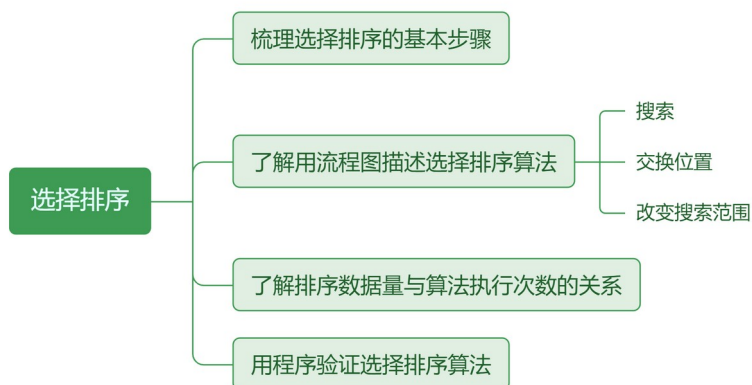 梳理选择排序的基本步骤
搜索
了解用流程图描述选择排序算法
交换位置
选择排序
改变搜索范围
了解排序数据量与算法执行次数的关系
用程序验证选择排序算法